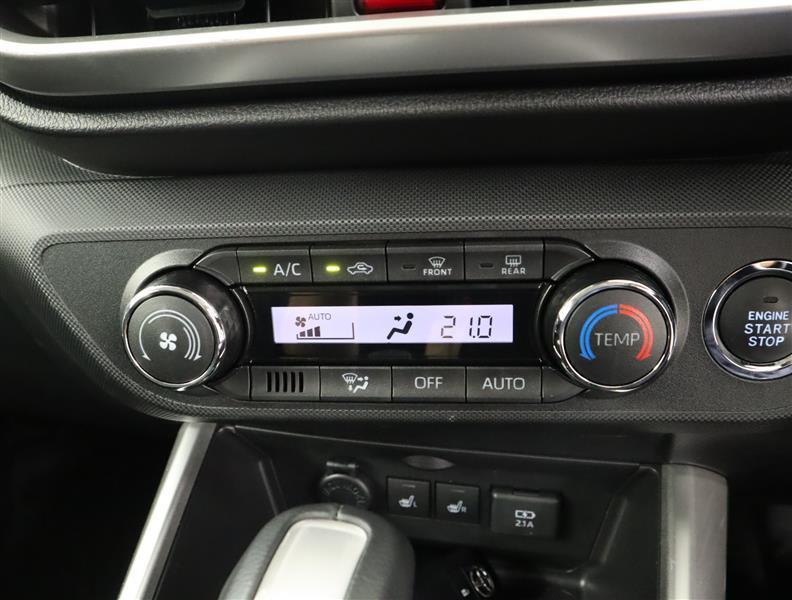 A/C
FRONT
REAR
AUTO
21.0
TEMP
ENGINE
START
STOP
OFF
AUTO
L
R
2.1A